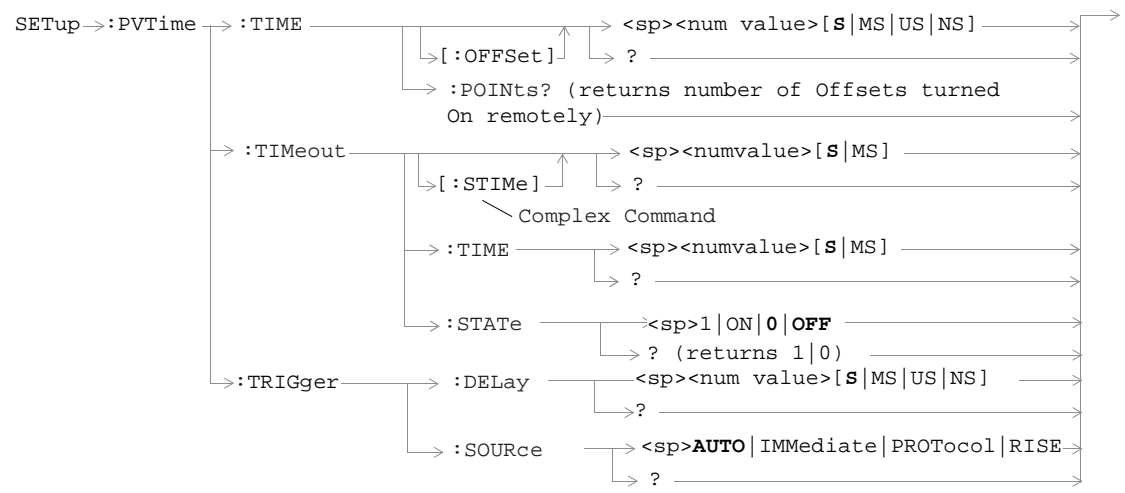 SETup :PVTime :TIME <sp><num value>[S|MS|US|NS]
[:OFFSet] ?
:POINts? (returns number of Offsets turned
On remotely)
:TIMeout <sp><numvalue>[S|MS]
[:STIMe] ?
Complex Command
:TIME <sp><numvalue>[S|MS]
?
:STATe <sp>1|ON|0|OFF
? (returns 1|0)
:TRIGger :DELay <sp><num value>[S|MS|US|NS]
?
:SOURce <sp>AUTO|IMMediate|PROTocol|RISE
?